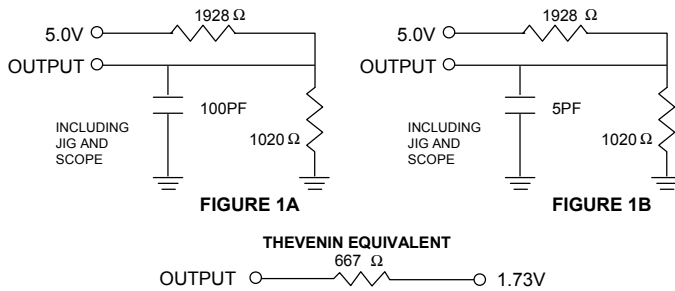 1928 Ω
5.0V
OUTPUT
100PF
INCLUDING
JIG AND
SCOPE
1020 Ω
FIGURE 1A
1928 Ω
5.0V
OUTPUT
5PF
INCLUDING
JIG AND
SCOPE
1020 Ω
FIGURE 1B
THEVENIN EQUIVALENT
667 Ω
OUTPUT 1.73V